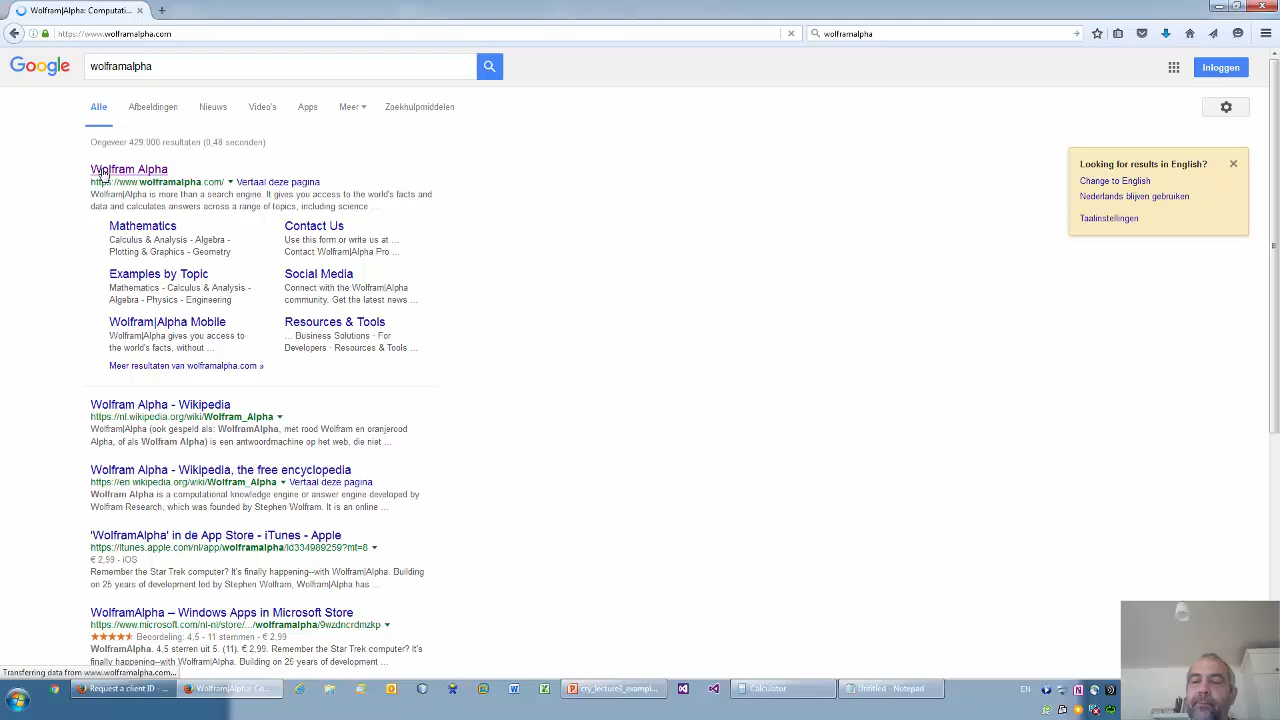 Wolfram|Alpha: Computati...
https://www.wolframalpha.com
wolframalpha
Google
wolframalpha
Inloggen
Alle Afbeeldingen Nieuws Video's Apps Meer Zoekhulpmiddelen
Ongeveer 429.000 resultaten (0,48 seconden)
Wolfram Alpha
https://www.wolframalpha.com/ Vertaal deze pagina
Wolfram|Alpha is more than a search engine. It gives you access to the world's facts and
data and calculates answers across a range of topics, including science ...
Mathematics
Calculus & Analysis - Algebra -
Plotting & Graphics - Geometry
Contact Us
Use this form or write us at ...
Contact Wolfram|Alpha Pro ...
Examples by Topic
Mathematics - Calculus & Analysis -
Algebra - Physics - Engineering
Social Media
Connect with the Wolfram|Alpha
community. Get the latest news ...
Wolfram|Alpha Mobile
Wolfram|Alpha gives you access to
the world's facts, without ...
Resources & Tools
... Business Solutions · For
Developers · Resources & Tools ...
Meer resultaten van wolframalpha.com »
Looking for results in English?
Change to English
Nederlands blijven gebruiken
Taalinstellingen
Wolfram Alpha - Wikipedia
https://nl.wikipedia.org/wiki/Wolfram_Alpha
Wolfram|Alpha (ook gespeld als: WolframAlpha, met rood Wolfram en oranjerood
Alpha, of als Wolfram Alpha) is een antwoordmachine op het web, die niet ...
Wolfram Alpha - Wikipedia, the free encyclopedia
https://en.wikipedia.org/wiki/Wolfram_Alpha Vertaal deze pagina
Wolfram Alpha is a computational knowledge engine or answer engine developed by
Wolfram Research, which was founded by Stephen Wolfram. It is an online ...
'WolframAlpha' in de App Store - iTunes - Apple
https://itunes.apple.com/nl/app/wolframalpha/id334989259?mt=8
€ 2,99 - iOS
Remember the Star Trek computer? It's finally happening--with Wolfram|Alpha. Building
on 25 years of development led by Stephen Wolfram, Wolfram|Alpha has ...
WolframAlpha – Windows Apps in Microsoft Store
https://www.microsoft.com/nl-nl/store/.../wolframalpha/9wzdncrdmzkp
Beoordeling: 4,5 - 11 stemmen - € 2,99
WolframAlpha. 4,5 sterren uit 5. (11). € 2,99. Remember the Star Trek computer? It's
finally happening--with Wolfram|Alpha. Building on 25 years of development ...
Transferring data from www.wolframalpha.com...
Request a client ID - ...
Wolfram|Alpha: Co...
cry_lecture3_exampl...
Calculator
Untitled - Notepad
EN